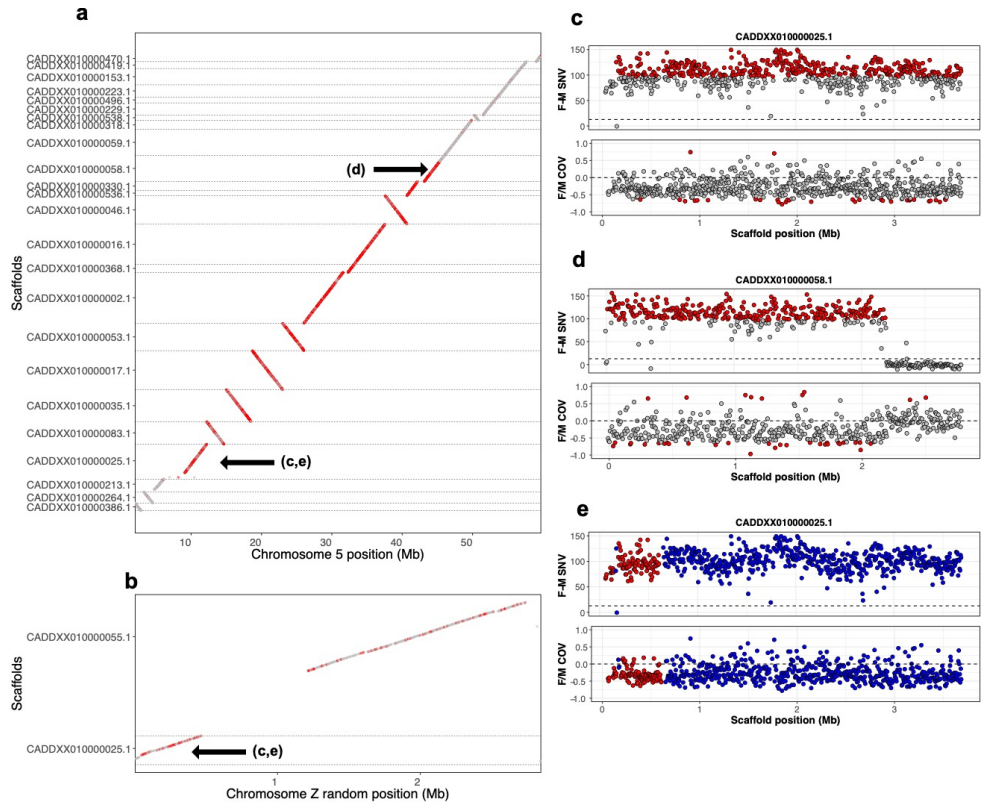 a
CADDXX010000470.1
CADDXX010000419.1
CADDXX010000153.1
CADDXX010000223.1
CADDXX010000496.1
CADDXX010000229.1
CADDXX010000538.1
CADDXX010000318.1
CADDXX010000059.1
CADDXX010000058.1
CADDXX010000330.1
CADDXX010000536.1
CADDXX010000046.1
CADDXX010000016.1
CADDXX010000368.1
CADDXX010000002.1
CADDXX010000053.1
CADDXX010000017.1
CADDXX010000035.1
CADDXX010000083.1
CADDXX010000025.1
CADDXX010000213.1
CADDXX010000264.1
CADDXX010000386.1
Scaffolds
(d)
(c,e)
10 20 30 40 50
Chromosome 5 position (Mb)
b
CADDXX010000055.1
CADDXX010000025.1
Scaffolds
(c,e)
1 2
Chromosome Z random position (Mb)
c
CADDXX010000025.1
F-M SNV
150
100
50
0
F/M COV
1.0
0.5
0.0
-0.5
-1.0
0 1 2 3
Scaffold position (Mb)
d
CADDXX010000058.1
F-M SNV
150
100
50
0
F/M COV
1.0
0.5
0.0
-0.5
-1.0
0 1 2
Scaffold position (Mb)
e
CADDXX010000025.1
F-M SNV
150
100
50
0
F/M COV
1.0
0.5
0.0
-0.5
-1.0
0 1 2 3
Scaffold position (Mb)